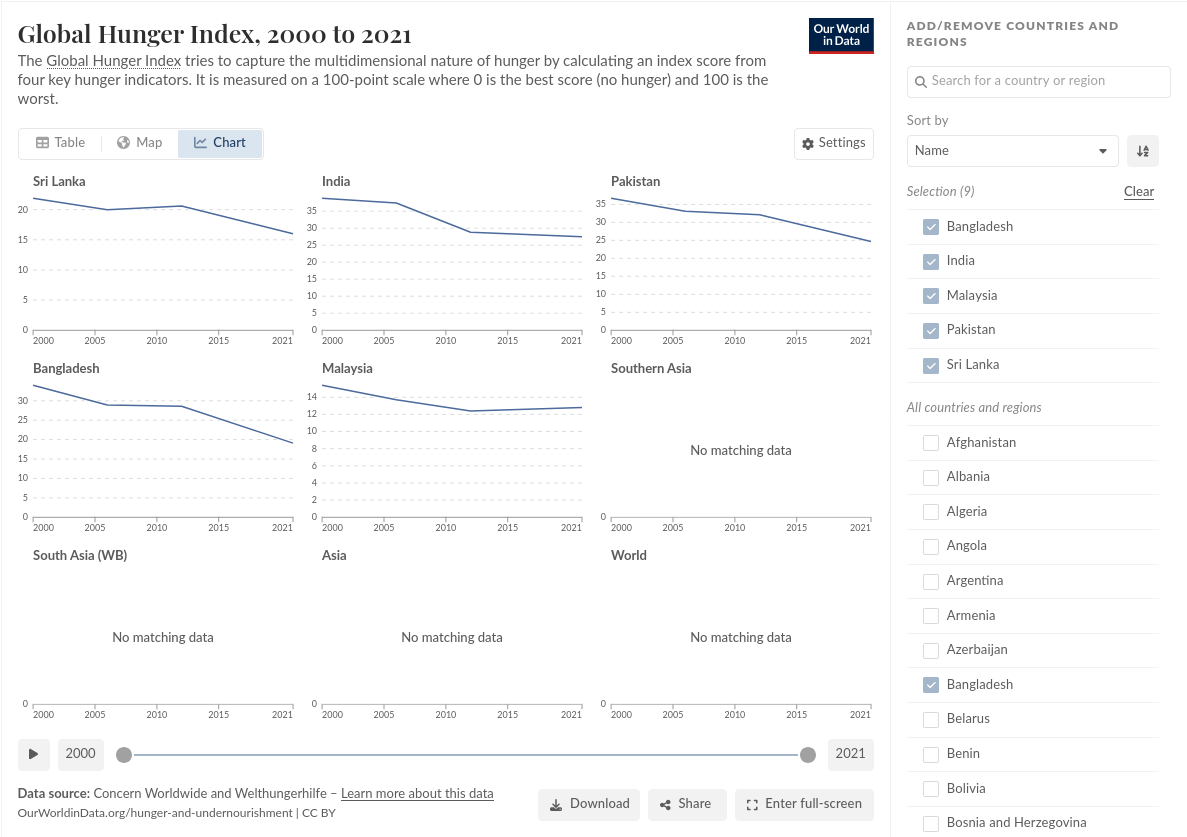 Global Hunger Index, 2000 to 2021
The Global Hunger Index tries to capture the multidimensional nature of hunger by calculating an index score from
four key hunger indicators. It is measured on a 100-point scale where 0 is the best score (no hunger) and 100 is the
worst.
Our World
in Data
Table
Map
Chart
Settings
Sri Lanka
20
15
10
5
0
2000 2005 2010 2015 2021
India
35
30
25
20
15
10
5
0
2000 2005 2010 2015 2021
Pakistan
35
30
25
20
15
10
5
0
2000 2005 2010 2015 2021
Bangladesh
30
25
20
15
10
5
0
2000 2005 2010 2015 2021
Malaysia
14
12
10
8
6
4
2
0
2000 2005 2010 2015 2021
Southern Asia
No matching data
0
2000 2005 2010 2015 2021
South Asia (WB)
No matching data
0
2000 2005 2010 2015 2021
Asia
No matching data
0
2000 2005 2010 2015 2021
World
No matching data
0
2000 2005 2010 2015 2021
2000
2021
Data source: Concern Worldwide and Welthungerhilfe – Learn more about this data
OurWorldinData.org/hunger-and-undernourishment | CC BY
Download
Share
Enter full-screen
ADD/REMOVE COUNTRIES AND
REGIONS
Search for a country or region
Sort by
Name
Selection (9)
Clear
Bangladesh
India
Malaysia
Pakistan
Sri Lanka
All countries and regions
Afghanistan
Albania
Algeria
Angola
Argentina
Armenia
Azerbaijan
Bangladesh
Belarus
Benin
Bolivia
Bosnia and Herzegovina